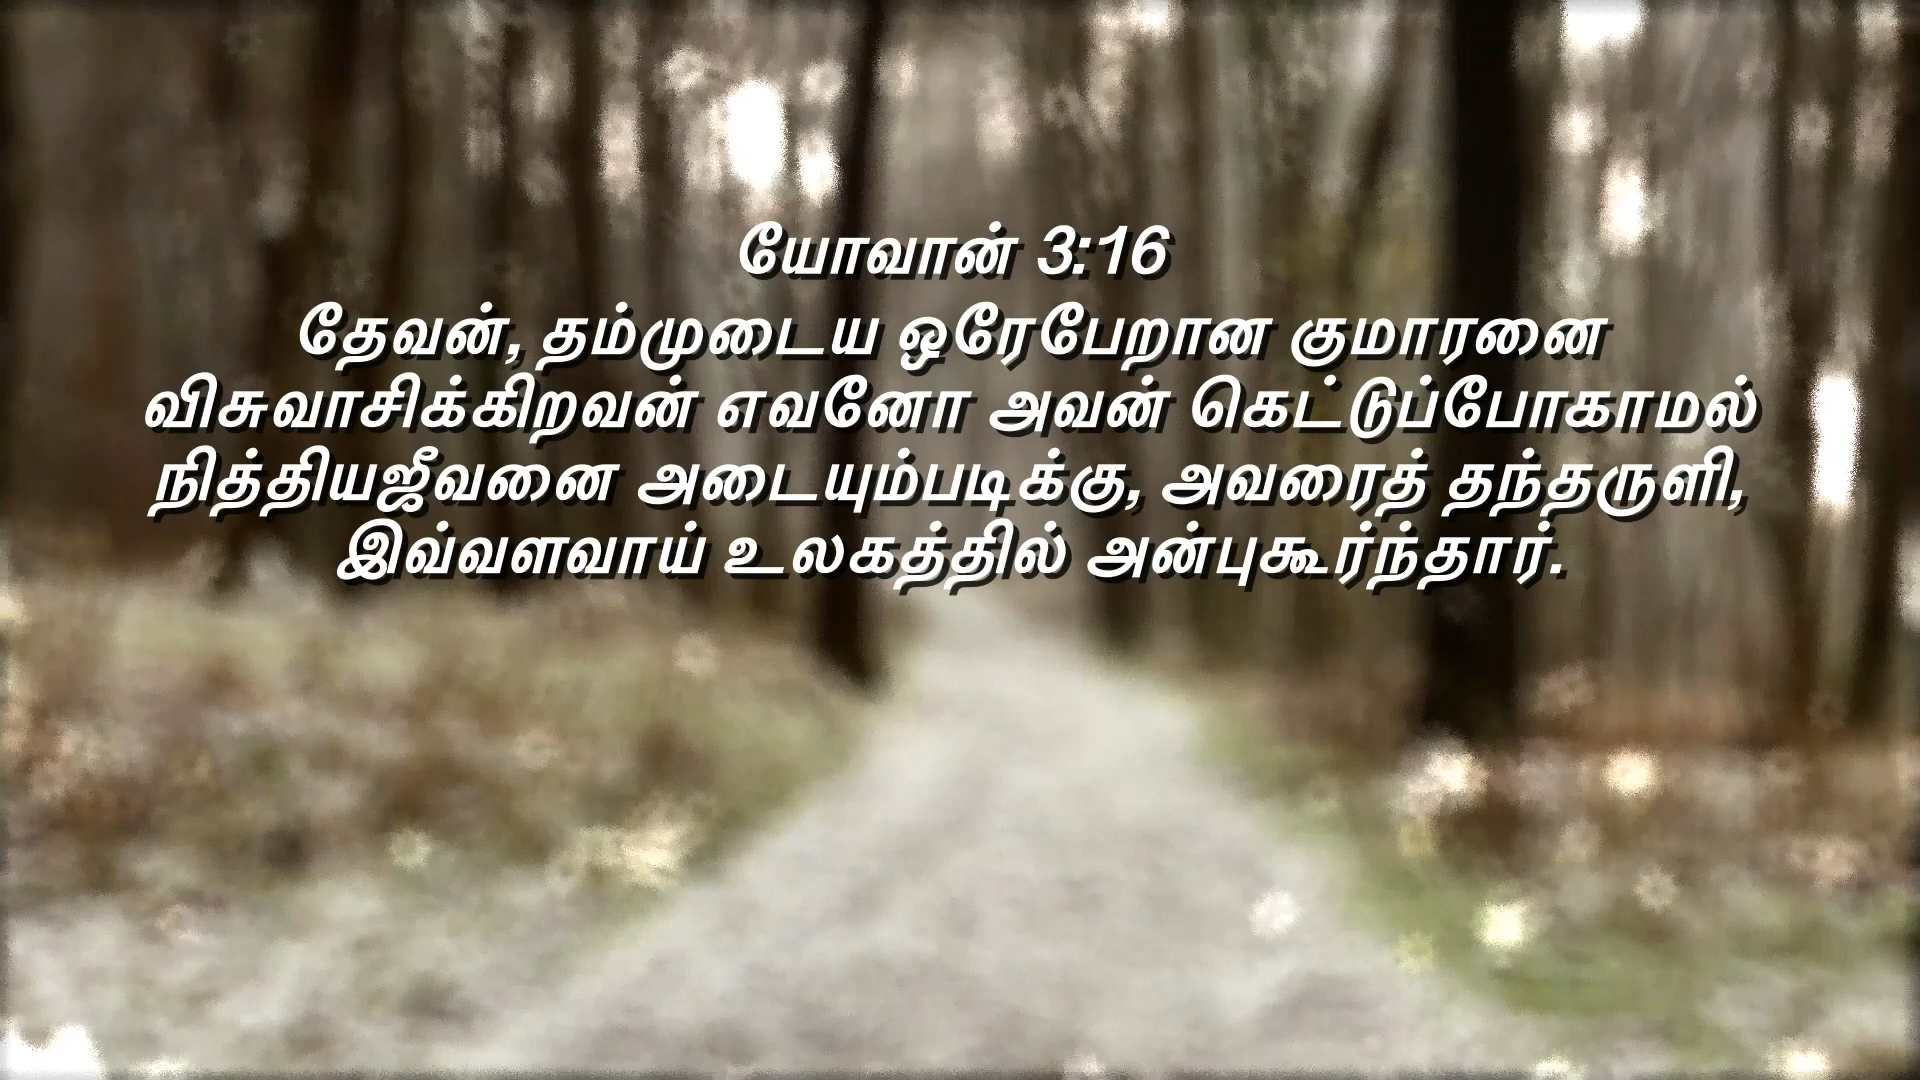 யோவான் 3:16
தேவன், தம்முடைய ஒரேபேறான குமாரனை
விசுவாசிக்கிறவன் எவனோ அவன் கெட்டுப்போகாமல்
நித்தியஜீவனை அடையும்படிக்கு, அவரைத் தந்தருளி,
இவ்வளவாய் உலகத்தில் அன்புகூர்ந்தார்.